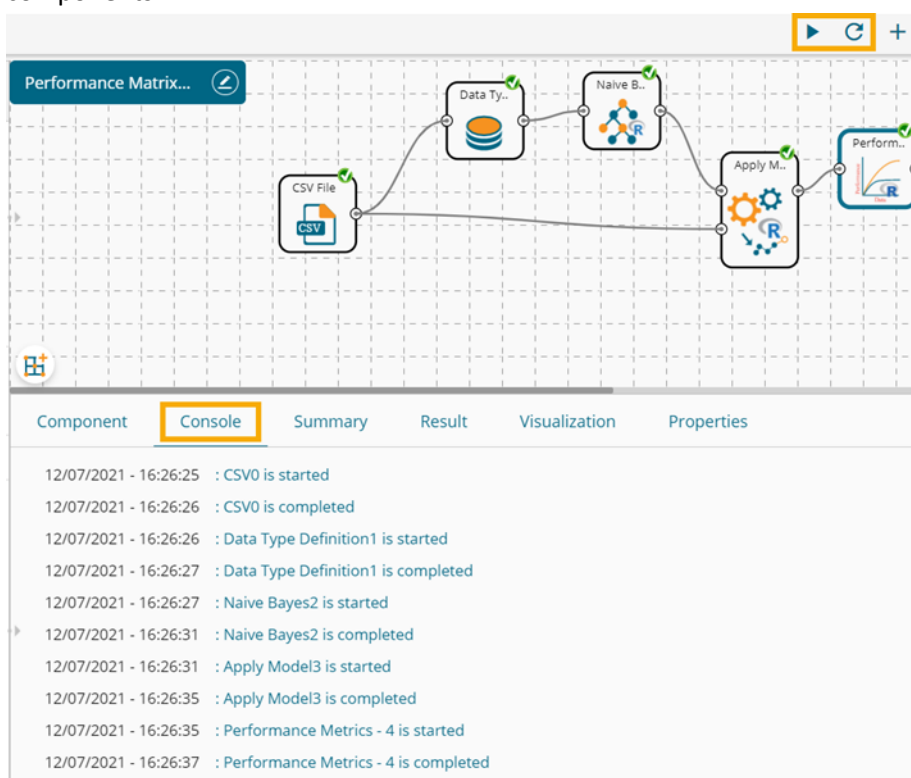 Performance Matrix...
Data Ty..
Naive B..
Perform..
Apply M..
CSV File
CSV
R
R
R
Component Console Summary Result Visualization Properties
12/07/2021 - 16:26:25 : CSV0 is started
12/07/2021 - 16:26:26 : CSV0 is completed
12/07/2021 - 16:26:26 : Data Type Definition1 is started
12/07/2021 - 16:26:27 : Data Type Definition1 is completed
12/07/2021 - 16:26:27 : Naive Bayes2 is started
12/07/2021 - 16:26:31 : Naive Bayes2 is completed
12/07/2021 - 16:26:31 : Apply Model3 is started
12/07/2021 - 16:26:35 : Apply Model3 is completed
12/07/2021 - 16:26:35 : Performance Metrics - 4 is started
12/07/2021 - 16:26:37 : Performance Metrics - 4 is completed